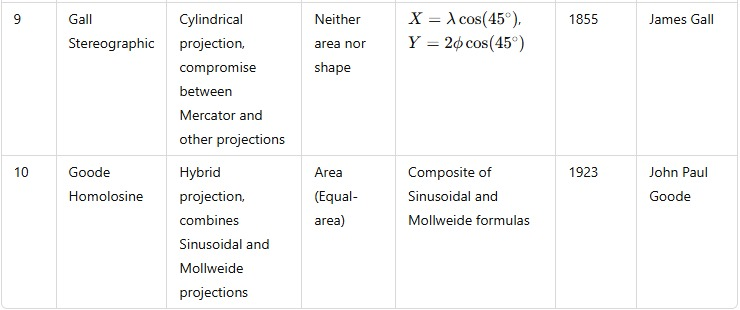 9
Gall
Stereographic
Cylindrical
projection,
compromise
between
Mercator and
other projections
Neither
area nor
shape
X = λ cos(45°),
Y = 2ϕ cos(45°)
1855
James Gall
10
Goode
Homolosine
Hybrid
projection,
combines
Sinusoidal and
Mollweide
projections
Area
(Equal-
area)
Composite of
Sinusoidal and
Mollweide formulas
1923
John Paul
Goode